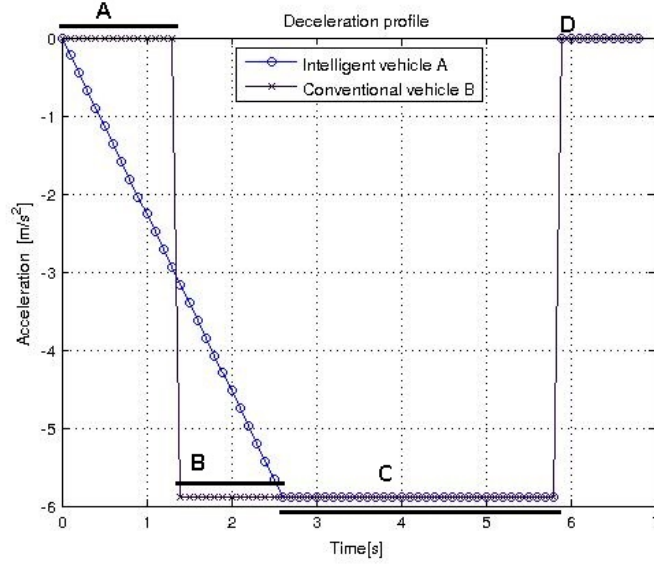 A
Deceleration profile
D
0
Intelligent vehicle A
Conventional vehicle B
-1
-2
-3
-4
-5
-6
Acceleration [m/s²]
B
C
0 1 2 3 4 5 6 7
Time[s]